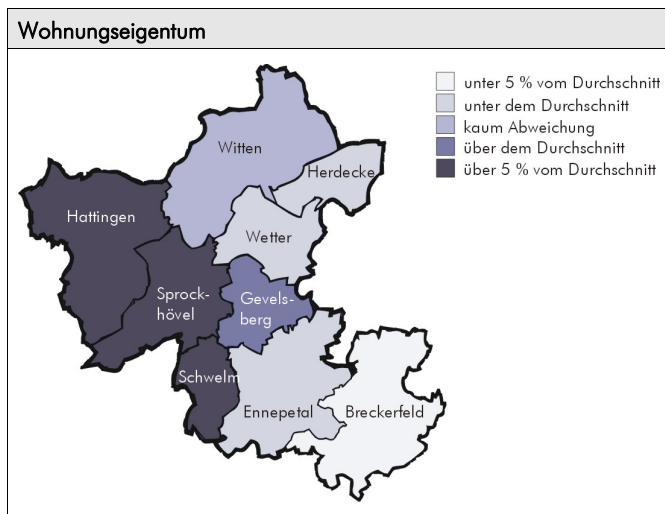 Wohnungseigentum
unter 5 % vom Durchschnitt
unter dem Durchschnitt
kaum Abweichung
über dem Durchschnitt
über 5 % vom Durchschnitt
Witten
Herdecke
Hattingen
Wetter
Sprock-
hövel
Gevels-
berg
Schwelm
Ennepetal
Breckerfeld